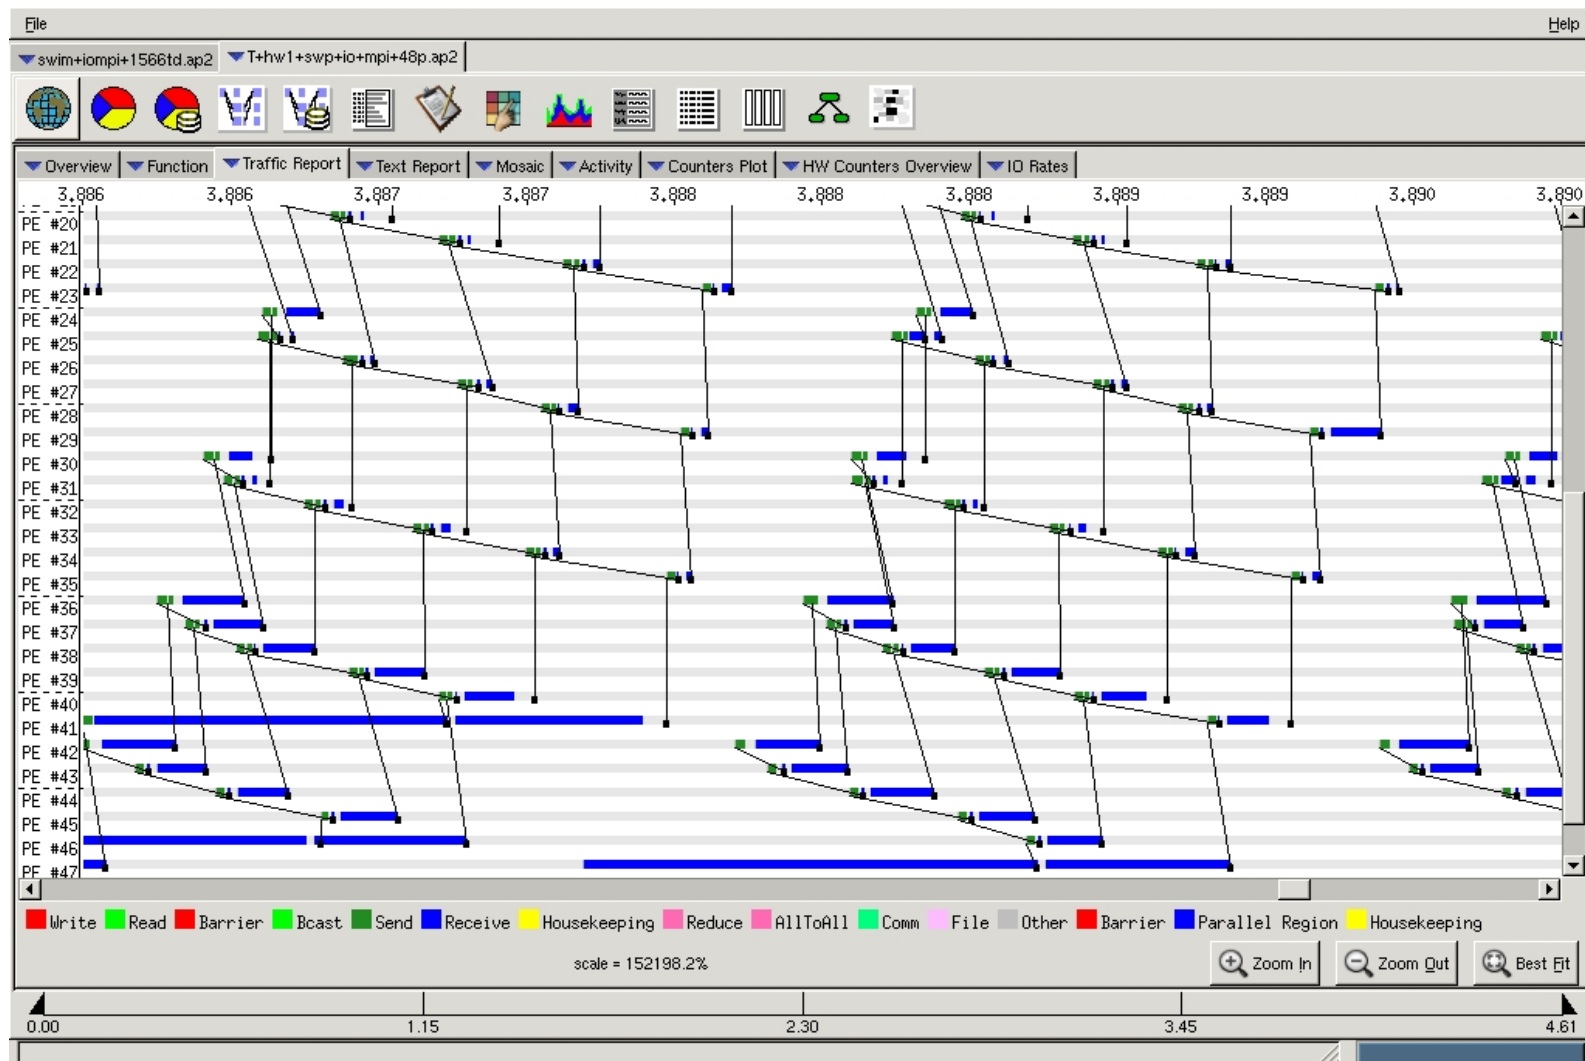 File Help
swim+iompi+1566td.ap2 T+hw1+swp+io+mpi+48p.ap2
Overview Function Traffic Report Text Report Mosaic Activity Counters Plot HW Counters Overview IO Rates
3.886 3.886 3.887 3.887 3.888 3.888 3.888 3.889 3.889 3.890 3.890
PE #20
PE #21
PE #22
PE #23
PE #24
PE #25
PE #26
PE #27
PE #28
PE #29
PE #30
PE #31
PE #32
PE #33
PE #34
PE #35
PE #36
PE #37
PE #38
PE #39
PE #40
PE #41
PE #42
PE #43
PE #44
PE #45
PE #46
PE #47
Write Read Barrier Bcast Send Receive Housekeeping Reduce AllToAll Comm File Other Barrier Parallel Region Housekeeping
scale = 152198.2% Zoom In Zoom Out Best Fit
0.00 1.15 2.30 3.45 4.61